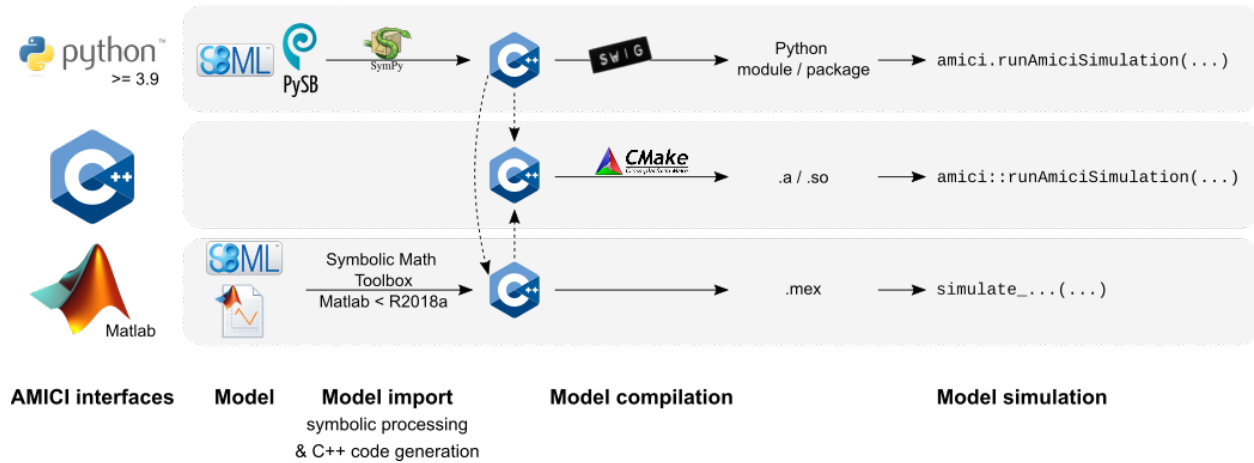 python™
>= 3.9
SBML
PySB
SymPy
C++
SWIG
Python
module / package
amici.runAmiciSimulation(...)
C++
C++
CMake
.a / .so
amici::runAmiciSimulation(...)
Matlab
SBML
Symbolic Math
Toolbox
Matlab < R2018a
C++
.mex
simulate_...(...)
AMICI interfaces
Model
Model import
symbolic processing
& C++ code generation
Model compilation
Model simulation